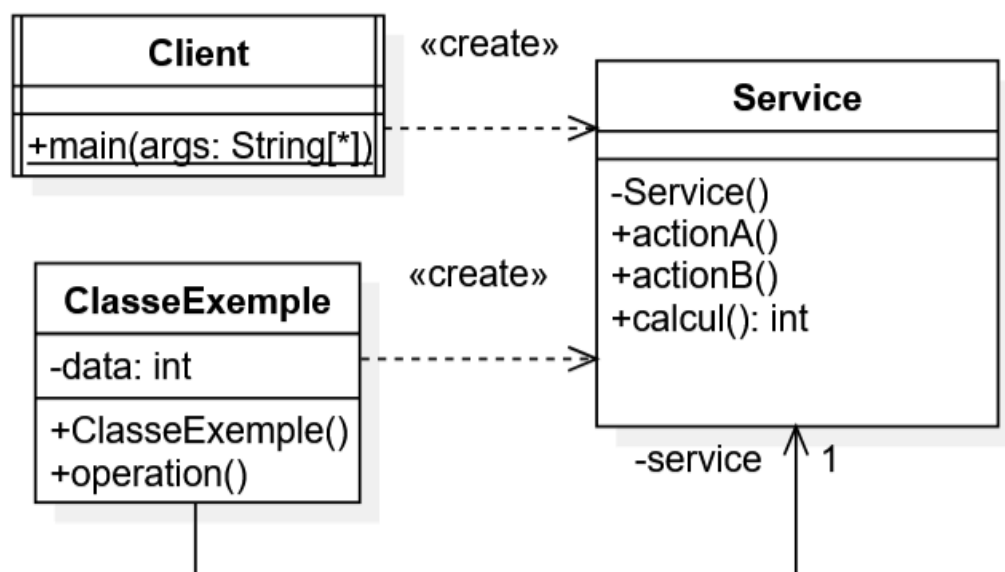 Client
+main(args: String[*])
«create»
Service
-Service()
+actionA()
+actionB()
+calcul(): int
ClasseExemple
-data: int
+ClasseExemple()
+operation()
«create»
-service
1